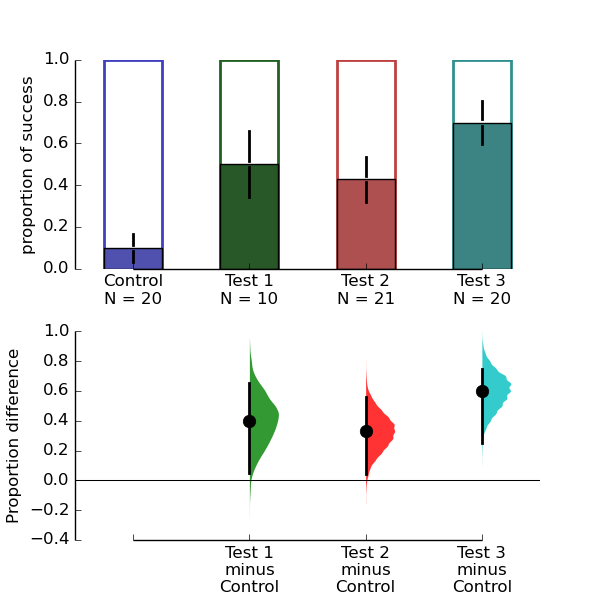 1.0
0.8
0.6
0.4
0.2
0.0
proportion of success
Control
N = 20
Test 1
N = 10
Test 2
N = 21
Test 3
N = 20
1.0
0.8
0.6
0.4
0.2
0.0
−0.2
−0.4
Proportion difference
Test 1
minus
Control
Test 2
minus
Control
Test 3
minus
Control